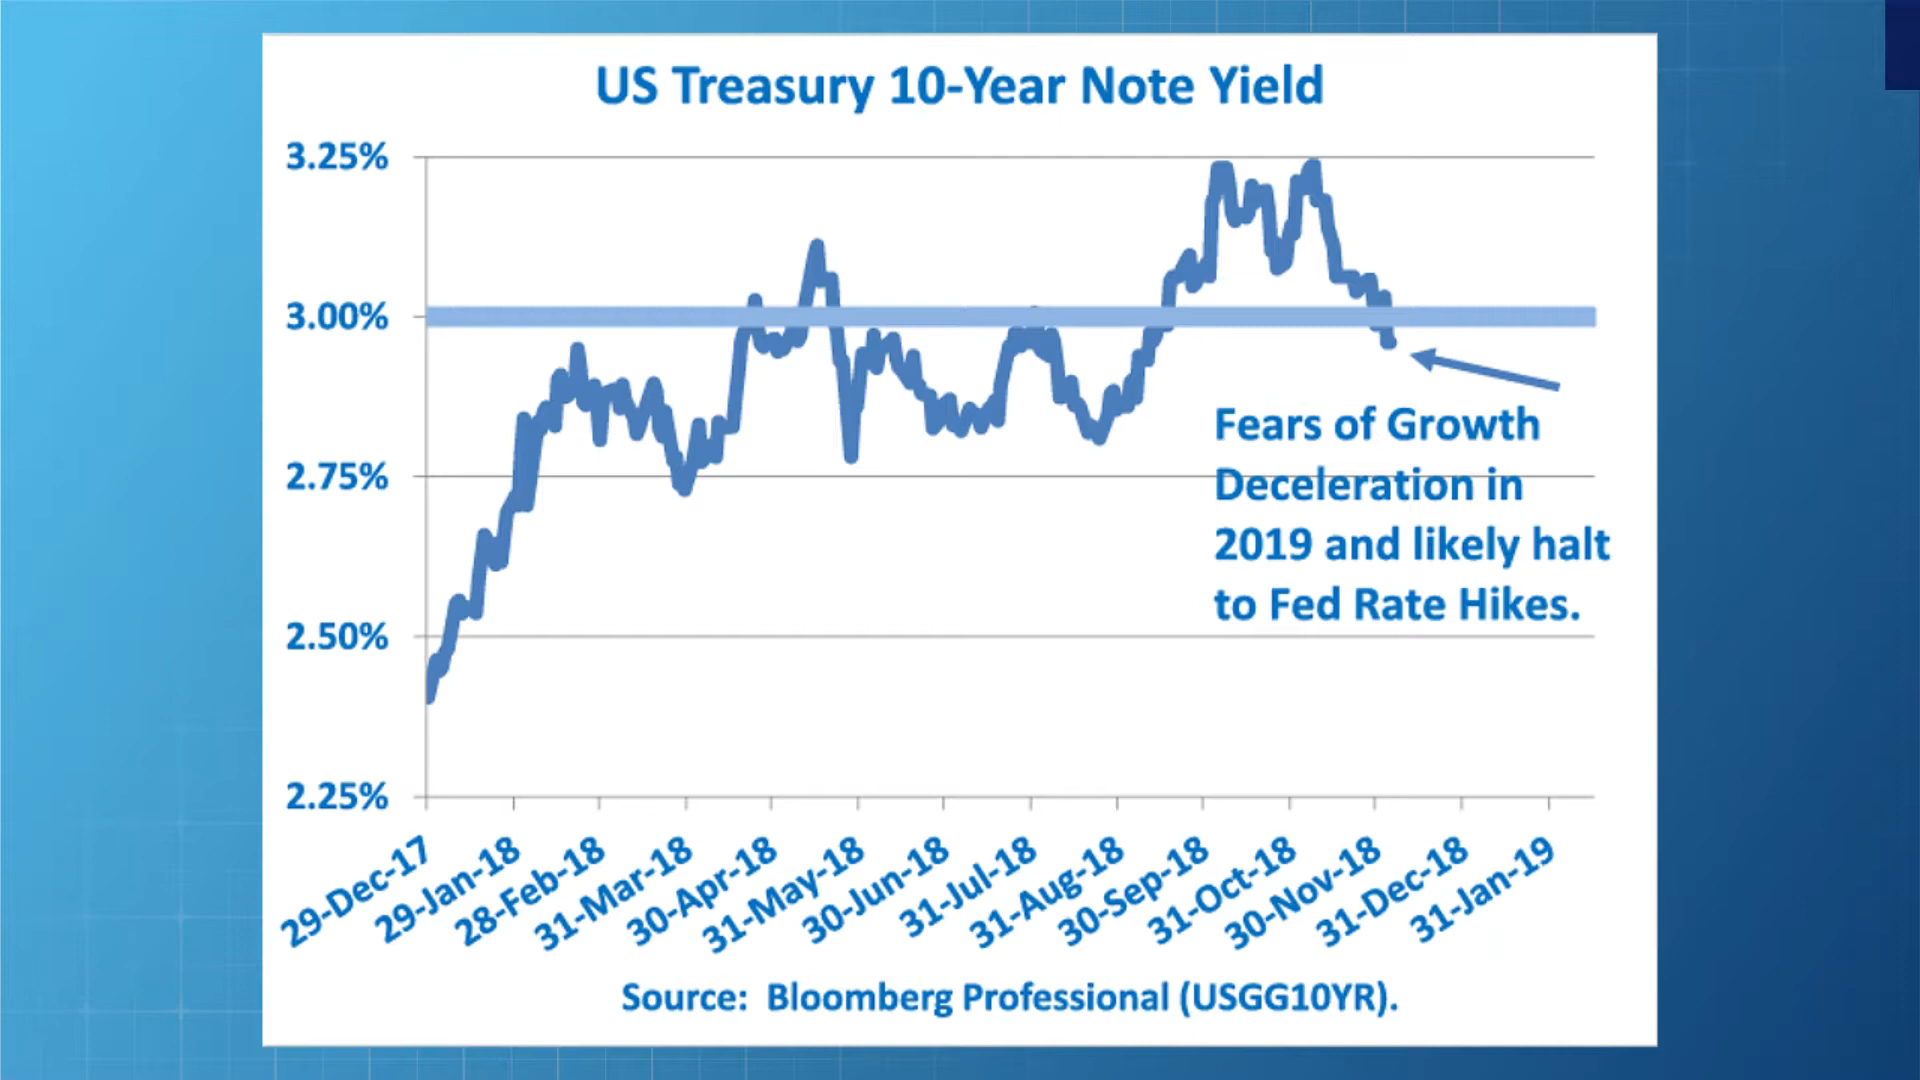 US Treasury 10-Year Note Yield
3.25%
3.00%
2.75%
2.50%
2.25%
Fears of Growth
Deceleration in
2019 and likely halt
to Fed Rate Hikes.
29-Dec-17
29-Jan-18
28-Feb-18
31-Mar-18
30-Apr-18
31-May-18
30-Jun-18
31-Jul-18
31-Aug-18
30-Sep-18
31-Oct-18
30-Nov-18
31-Dec-18
31-Jan-19
Source: Bloomberg Professional (USGG10YR).